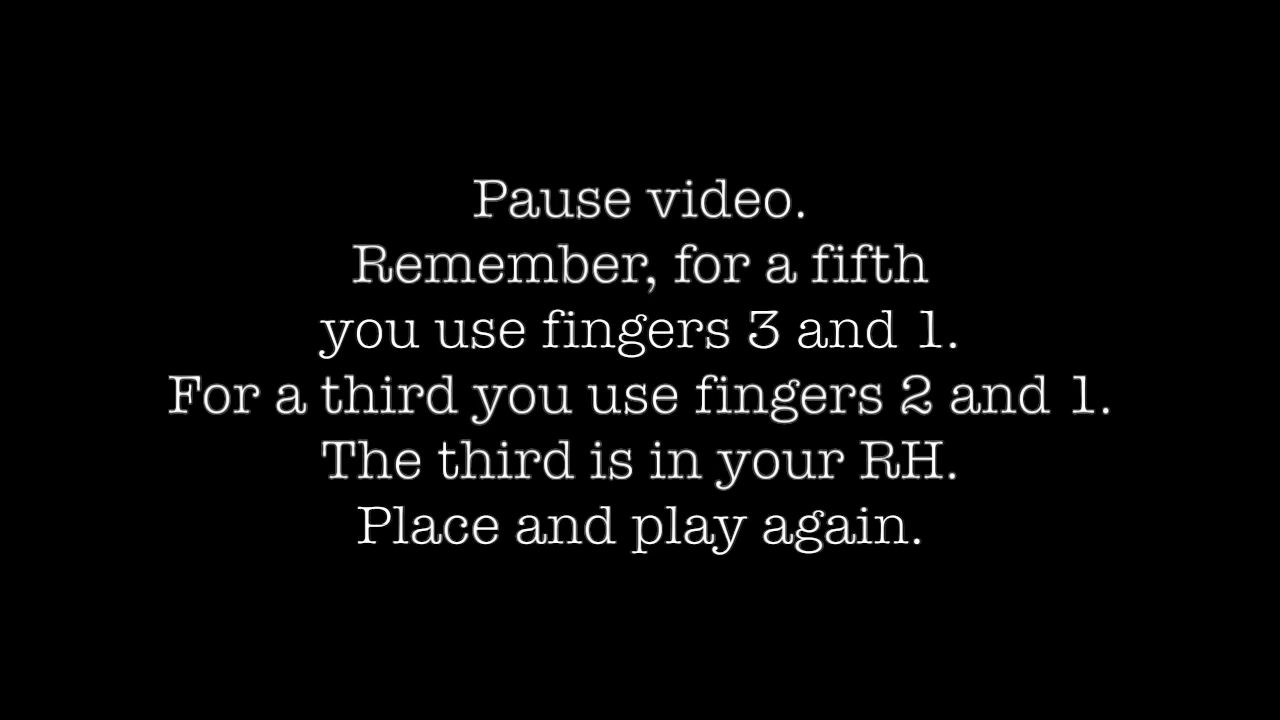 Pause video.
Remember, for a fifth
you use fingers 3 and 1.
For a third you use fingers 2 and 1.
The third is in your RH.
Place and play again.